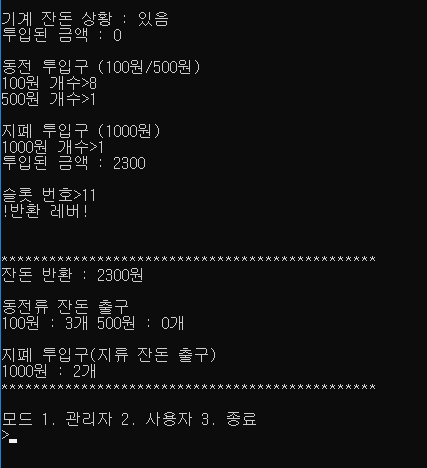 기계 잔돈 상황 : 있음
투입된 금액 : 0
동전 투입구 (100원/500원)
100원 개수>8
500원 개수>1
지폐 투입구 (1000원)
1000원 개수>1
투입된 금액 : 2300
슬롯 번호>11
!반환 레버!
***********************************************
잔돈 반환 : 2300원
동전류 잔돈 출구
100원 : 3개 500원 : 0개
지폐 투입구(지류 잔돈 출구)
1000원 : 2개
***********************************************
모드 1. 관리자 2. 사용자 3. 종료
>